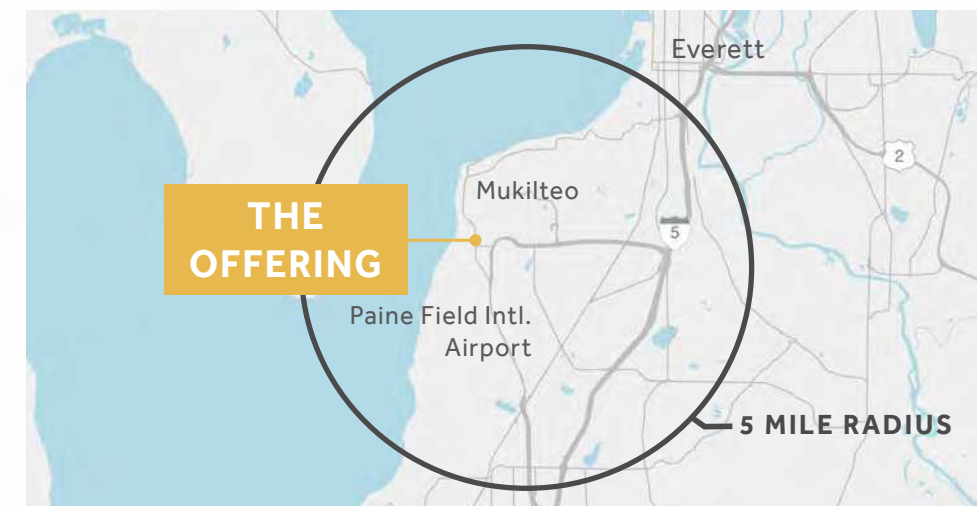 Everett
2
Mukilteo
THE
OFFERING
5
Paine Field Intl.
Airport
5 MILE RADIUS